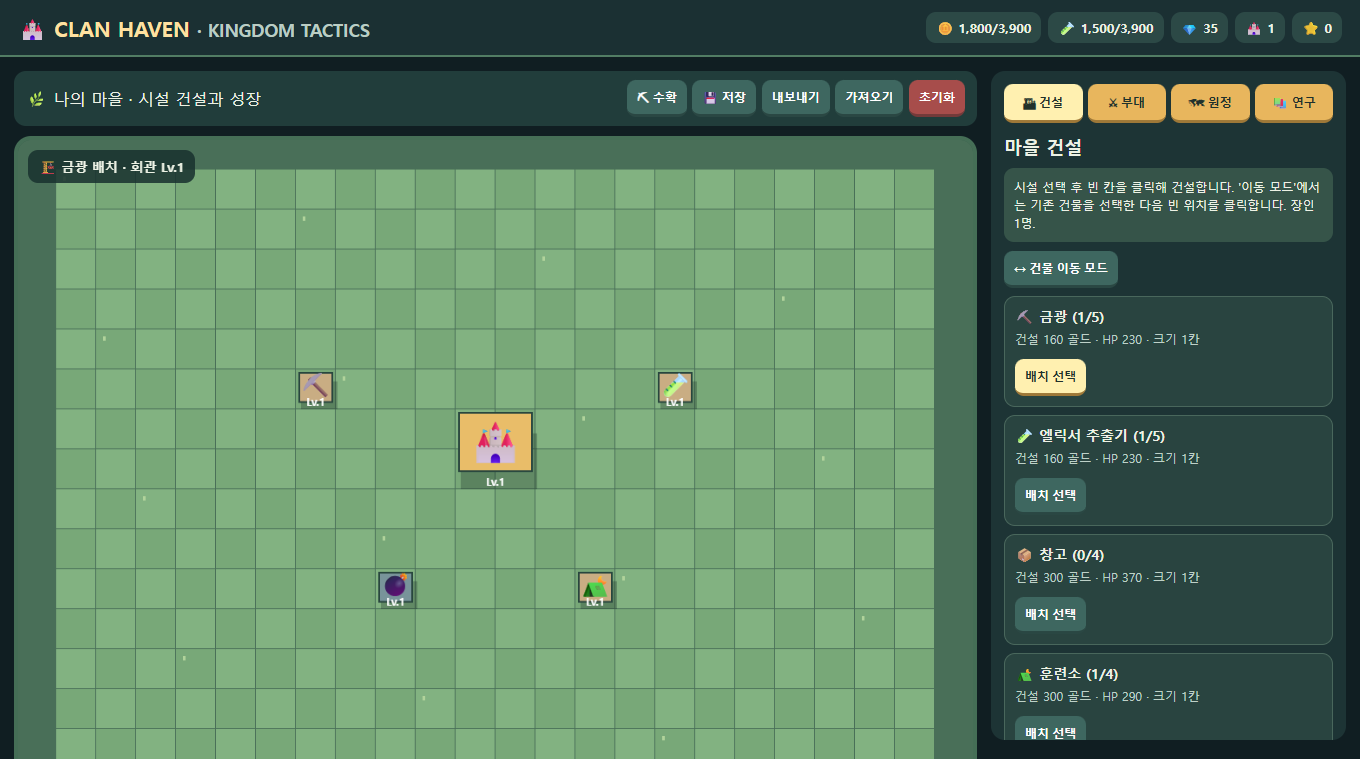 CLAN HAVEN · KINGDOM TACTICS
1,800/3,900
1,500/3,900
35
1
0
나의 마을 · 시설 건설과 성장
수확
저장
내보내기
가져오기
초기화
금광 배치 · 회관 Lv.1
Lv.1
Lv.1
Lv.1
Lv.1
Lv.1
건설
부대
원정
연구
마을 건설
시설 선택 후 빈 칸을 클릭해 건설합니다. '이동 모드'에서
는 기존 건물을 선택한 다음 빈 위치를 클릭합니다. 장인
1명.
↔ 건물 이동 모드
금광 (1/5)
건설 160 골드 · HP 230 · 크기 1칸
배치 선택
엘릭서 추출기 (1/5)
건설 160 골드 · HP 230 · 크기 1칸
배치 선택
창고 (0/4)
건설 300 골드 · HP 370 · 크기 1칸
배치 선택
훈련소 (1/4)
건설 300 골드 · HP 290 · 크기 1칸
배치 선택